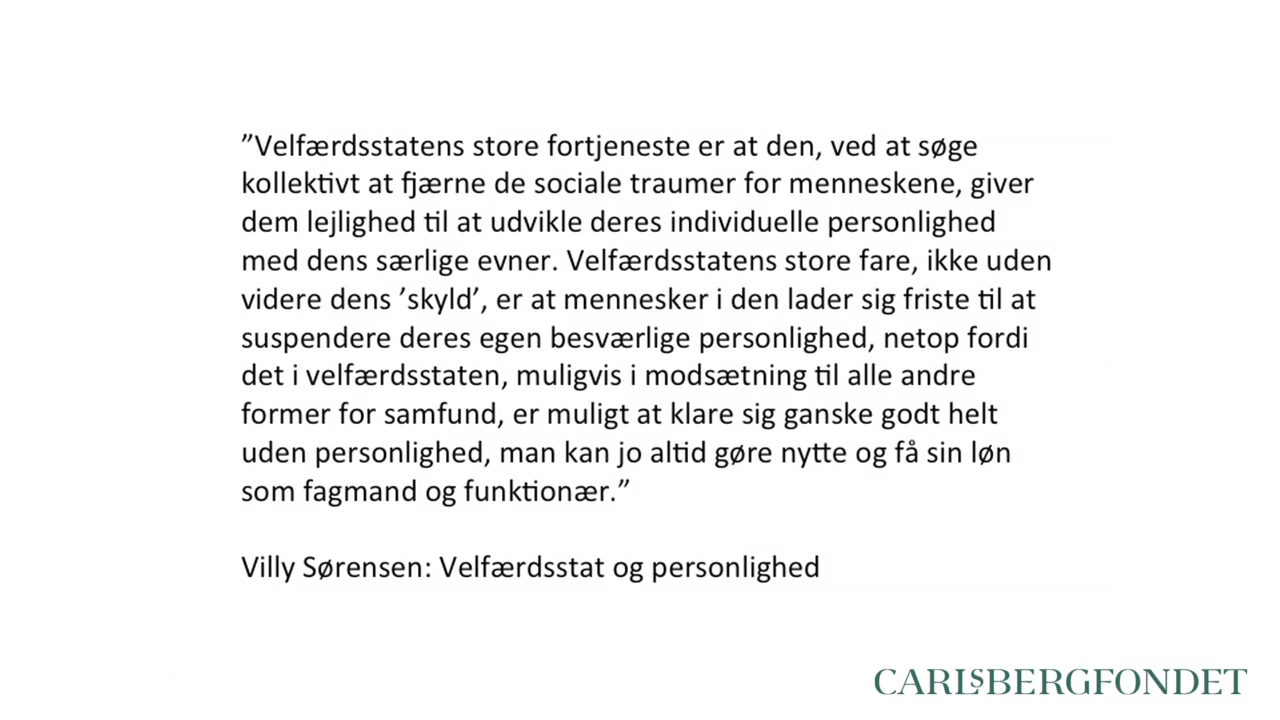 ”Velfærdsstatens store fortjeneste er at den, ved at søge
kollektivt at fjærne de sociale traumer for menneskene, giver
dem lejlighed til at udvikle deres individuelle personlighed
med dens særlige evner. Velfærdsstatens store fare, ikke uden
videre dens ’skyld’, er at mennesker i den lader sig friste til at
suspendere deres egen besværlige personlighed, netop fordi
det i velfærdsstaten, muligvis i modsætning til alle andre
former for samfund, er muligt at klare sig ganske godt helt
uden personlighed, man kan jo altid gøre nytte og få sin løn
som fagmand og funktionær.”
Villy Sørensen: Velfærdsstat og personlighed
CARLSBERGFONDET